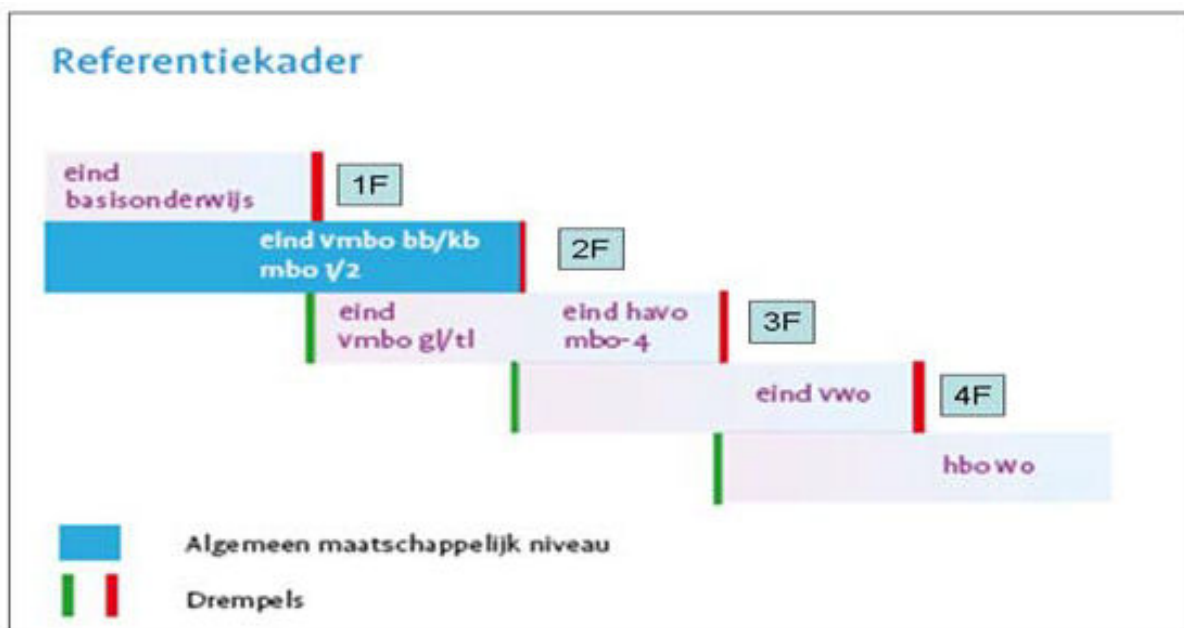 Referentiekader
eind
basisonderwijs
1F
eind vmbo bb/kb
mbo 1/2
2F
eind
vmbo gl/tl
eind havo
mbo-4
3F
eind vwo
4F
hbo wo
Algemeen maatschappelijk niveau
Drempels